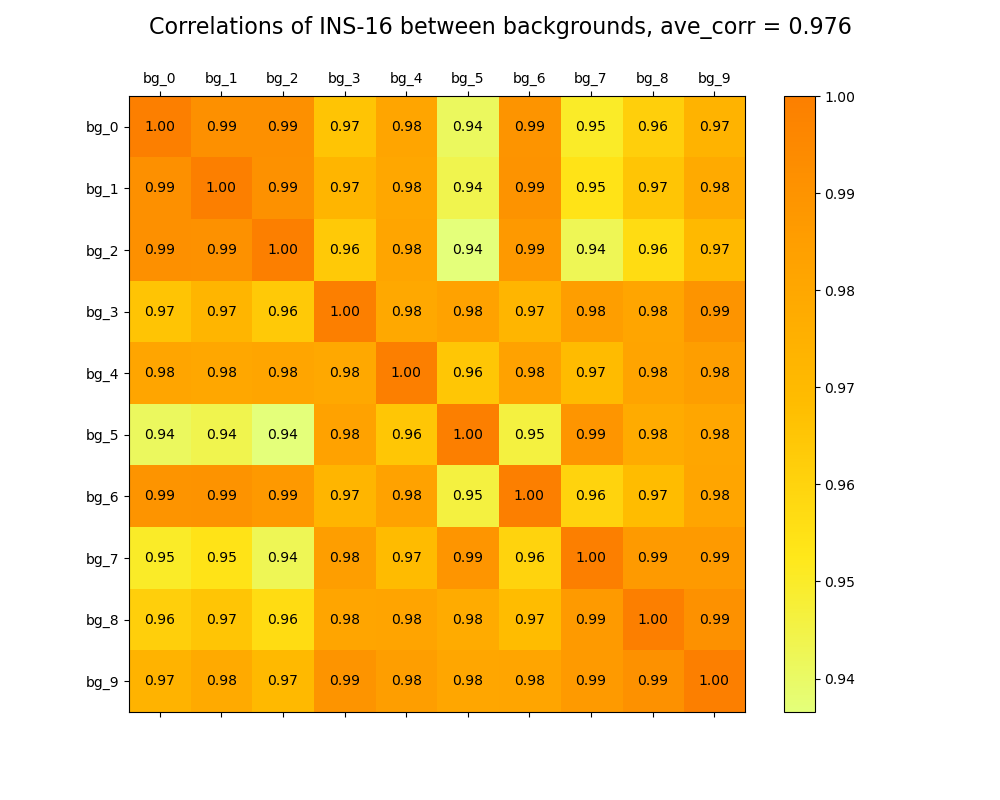 Correlations of INS-16 between backgrounds, ave_corr = 0.976
bg_0 bg_1 bg_2 bg_3 bg_4 bg_5 bg_6 bg_7 bg_8 bg_9
bg_0 1.00 0.99 0.99 0.97 0.98 0.94 0.99 0.95 0.96 0.97
bg_1 0.99 1.00 0.99 0.97 0.98 0.94 0.99 0.95 0.97 0.98
bg_2 0.99 0.99 1.00 0.96 0.98 0.94 0.99 0.94 0.96 0.97
bg_3 0.97 0.97 0.96 1.00 0.98 0.98 0.97 0.98 0.98 0.99
bg_4 0.98 0.98 0.98 0.98 1.00 0.96 0.98 0.97 0.98 0.98
bg_5 0.94 0.94 0.94 0.98 0.96 1.00 0.95 0.99 0.98 0.98
bg_6 0.99 0.99 0.99 0.97 0.98 0.95 1.00 0.96 0.97 0.98
bg_7 0.95 0.95 0.94 0.98 0.97 0.99 0.96 1.00 0.99 0.99
bg_8 0.96 0.97 0.96 0.98 0.98 0.98 0.97 0.99 1.00 0.99
bg_9 0.97 0.98 0.97 0.99 0.98 0.98 0.98 0.99 0.99 1.00
1.00
0.99
0.98
0.97
0.96
0.95
0.94